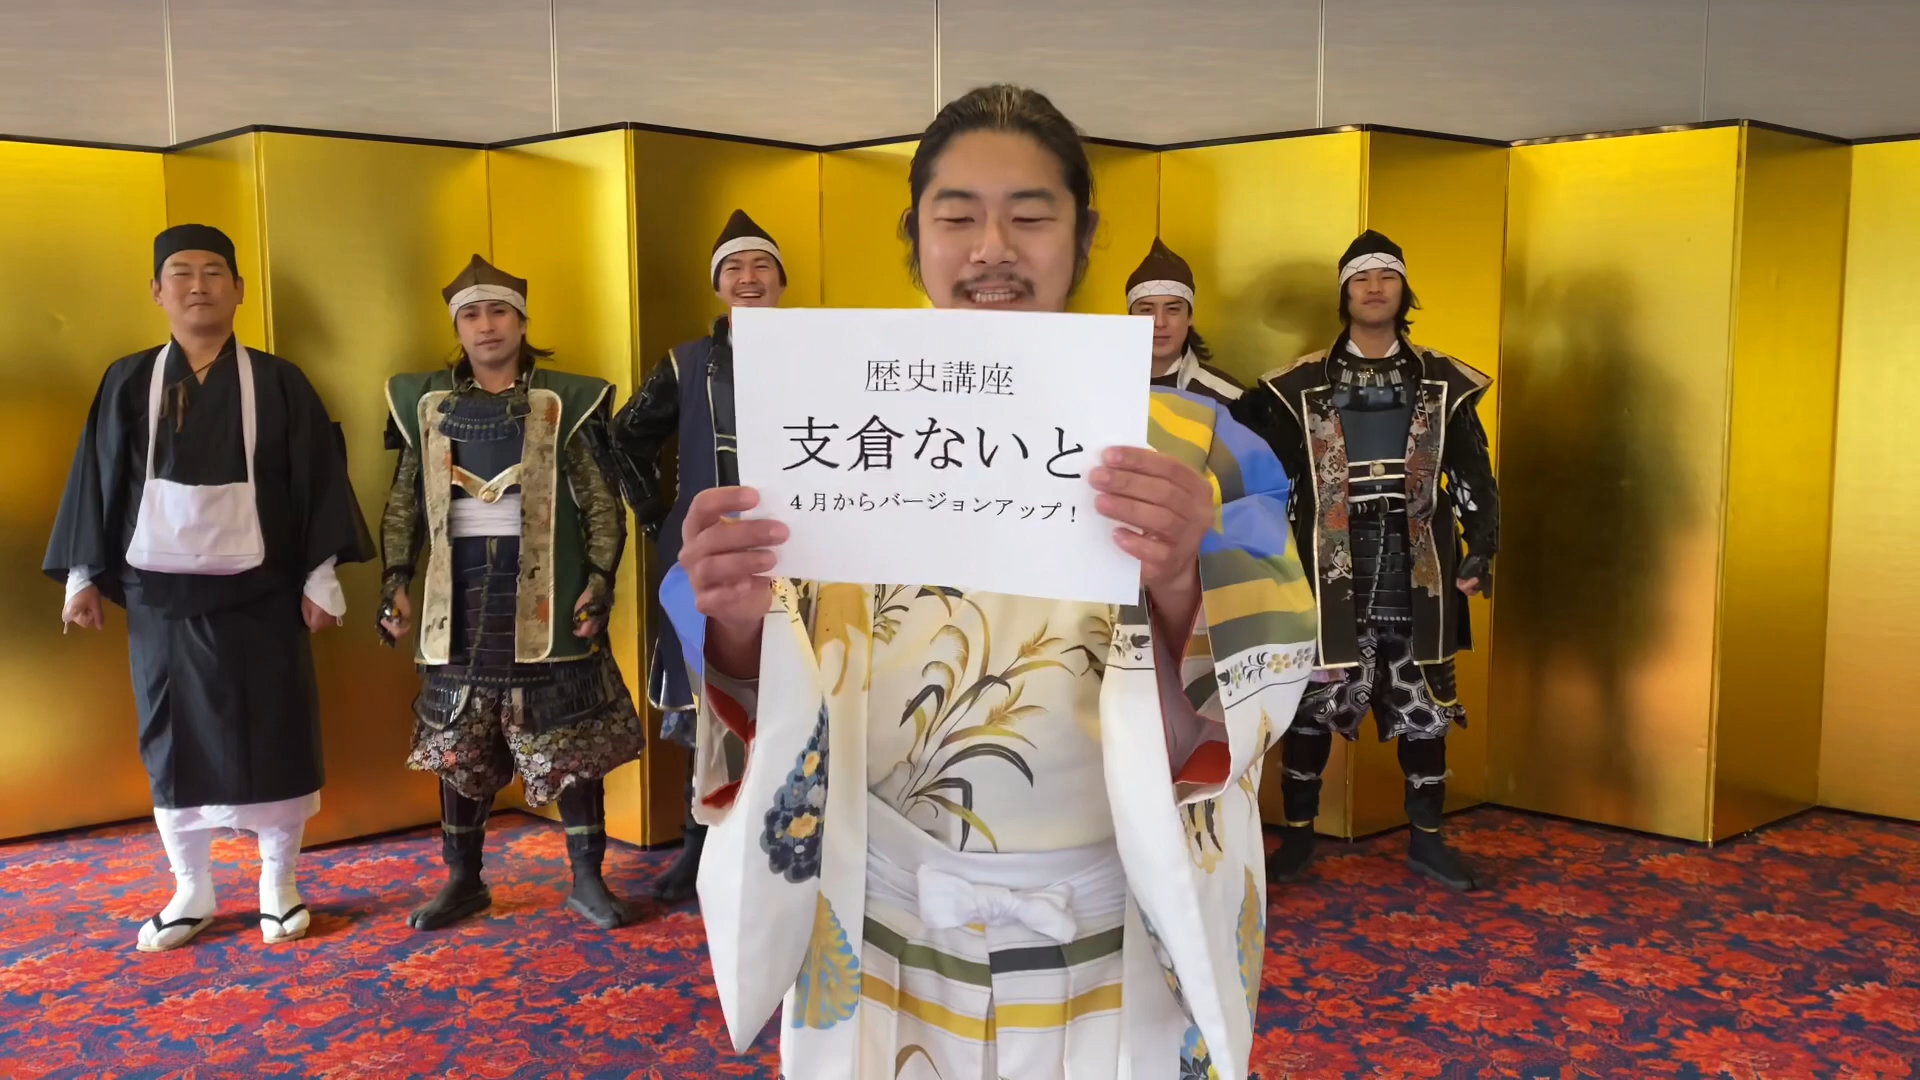 歴史講座
支倉ないと
４月からバージョンアップ！